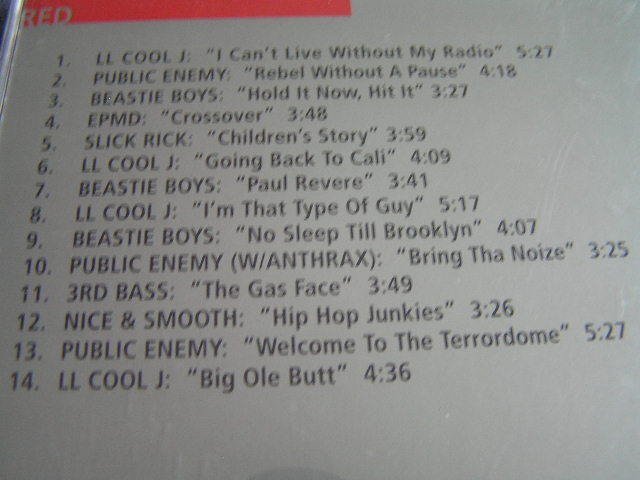 RED
1. LL COOL J: "I Can't Live Without My Radio" 5:27
2. PUBLIC ENEMY: "Rebel Without A Pause" 4:18
3. BEASTIE BOYS: "Hold It Now, Hit It" 3:27
4. EPMD: "Crossover" 3:48
5. SLICK RICK: "Children's Story" 3:59
6. LL COOL J: "Going Back To Cali" 4:09
7. BEASTIE BOYS: "Paul Revere" 3:41
8. LL COOL J: "I'm That Type Of Guy" 5:17
9. BEASTIE BOYS: "No Sleep Till Brooklyn" 4:07
10. PUBLIC ENEMY (W/ANTHRAX): "Bring Tha Noize" 3:25
11. 3RD BASS: "The Gas Face" 3:49
12. NICE & SMOOTH: "Hip Hop Junkies" 3:26
13. PUBLIC ENEMY: "Welcome To The Terrordome" 5:27
14. LL COOL J: "Big Ole Butt" 4:36